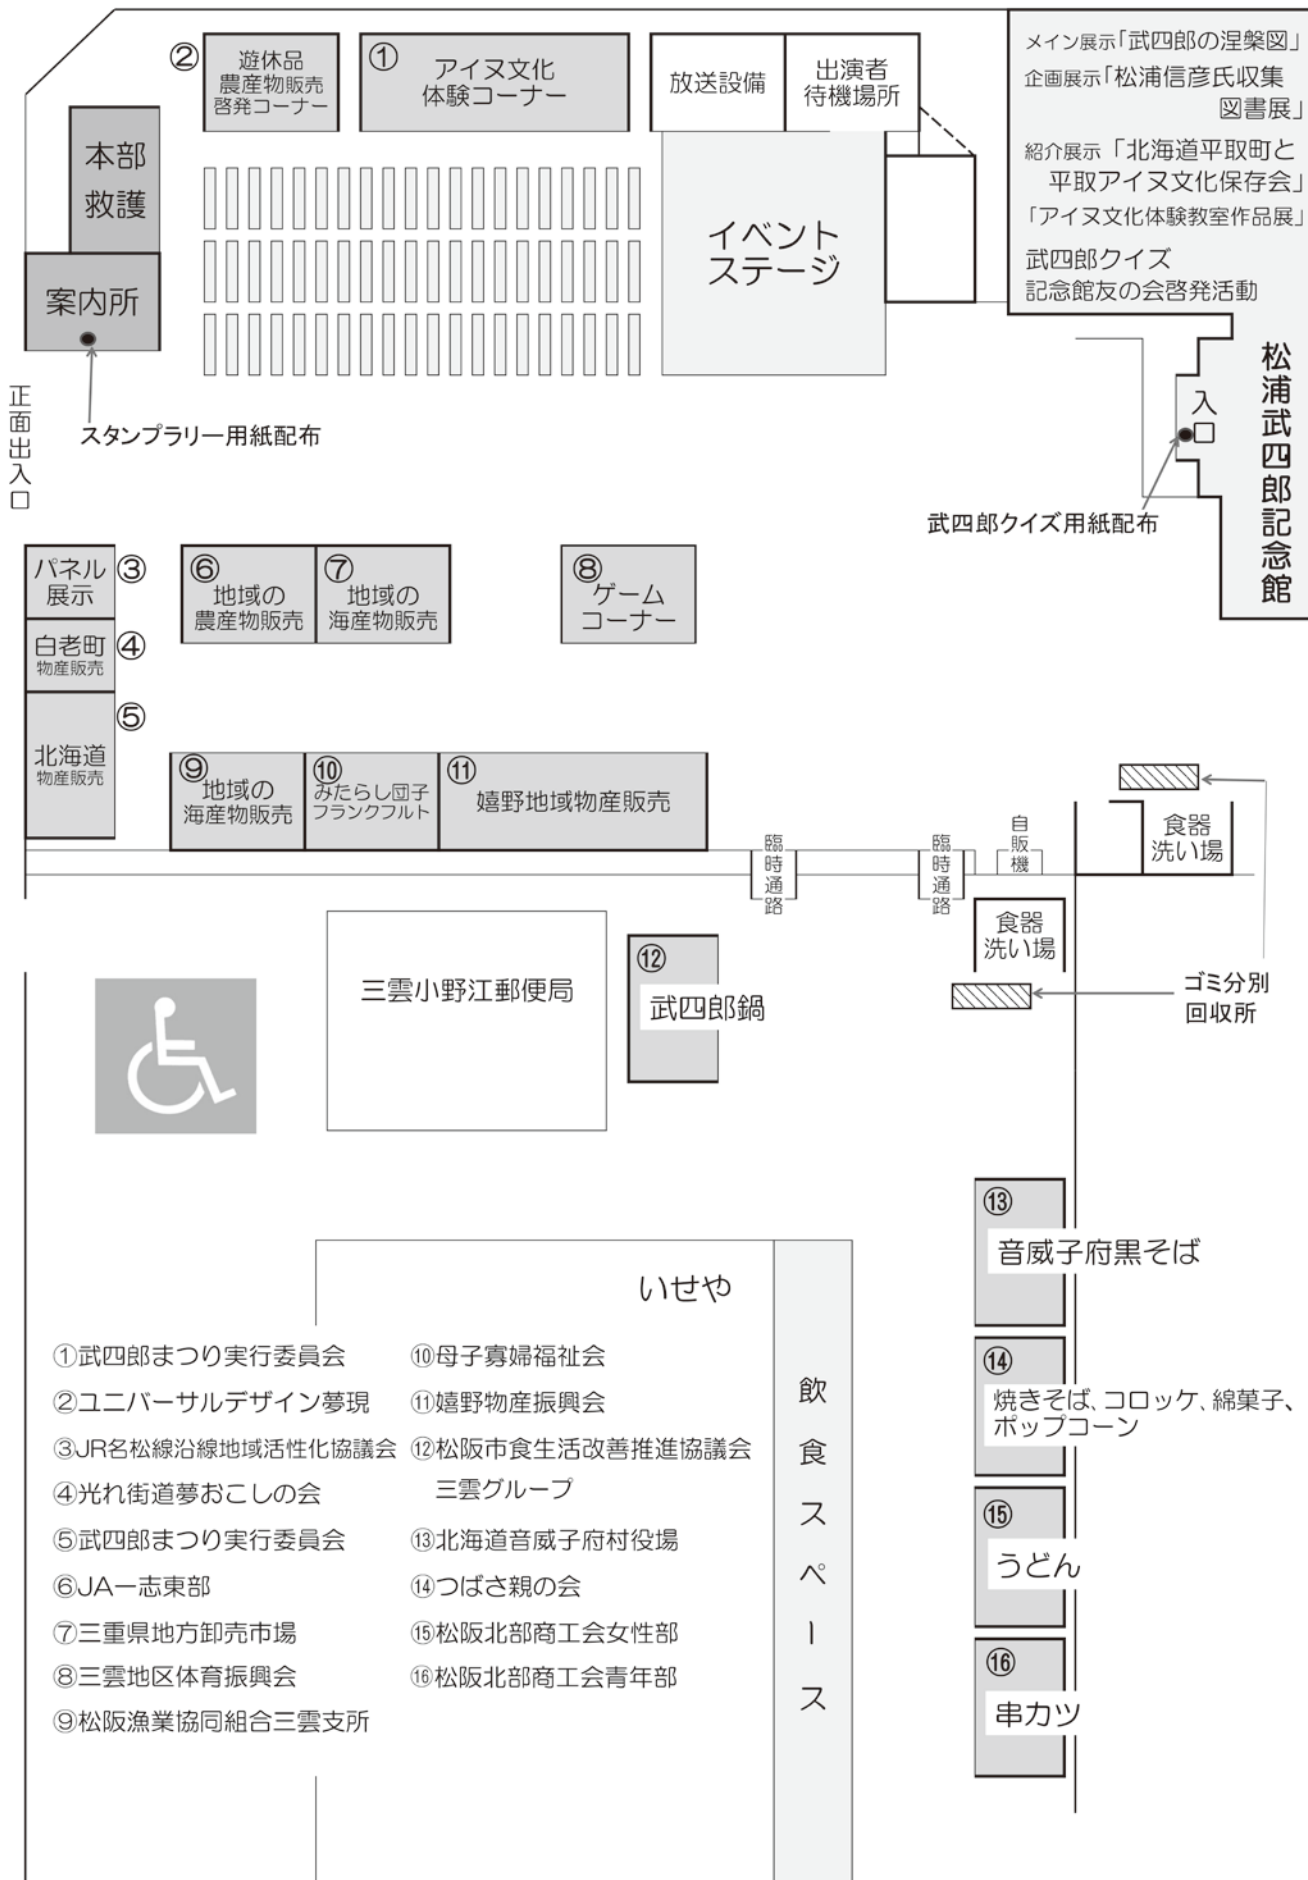 ②
遊休品
農産物販売
啓発コーナー
①
アイヌ文化
体験コーナー
放送設備
出演者
待機場所
メイン展示「武四郎の涅槃図」
企画展示「松浦信彦氏収集
図書展」
紹介展示「北海道平取町と
平取アイヌ文化保存会」
「アイヌ文化体験教室作品展」
武四郎クイズ
記念館友の会啓発活動
本部
救護
案内所
イベント
ステージ
松浦武四郎記念館
入口
正面出入口
スタンプラリー用紙配布
武四郎クイズ用紙配布
パネル
展示
③
白老町
物産販売
④
北海道
物産販売
⑤
⑥
地域の
農産物販売
⑦
地域の
海産物販売
⑧
ゲーム
コーナー
⑨
地域の
海産物販売
⑩
みたらし団子
フランクフルト
⑪
嬉野地域物産販売
臨時通路
臨時通路
自販機
食器
洗い場
食器
洗い場
ゴミ分別
回収所
三雲小野江郵便局
⑫
武四郎鍋
⑬
音威子府黒そば
⑭
焼きそば、コロッケ、綿菓子、
ポップコーン
⑮
うどん
⑯
串カツ
いせや
飲食スペース
①武四郎まつり実行委員会
②ユニバーサルデザイン夢現
③JR名松線沿線地域活性化協議会
④光れ街道夢おこしの会
⑤武四郎まつり実行委員会
⑥JA一志東部
⑦三重県地方卸売市場
⑧三雲地区体育振興会
⑨松阪漁業協同組合三雲支所
⑩母子寡婦福祉会
⑪嬉野物産振興会
⑫松阪市食生活改善推進協議会
三雲グループ
⑬北海道音威子府村役場
⑭つばさ親の会
⑮松阪北部商工会女性部
⑯松阪北部商工会青年部